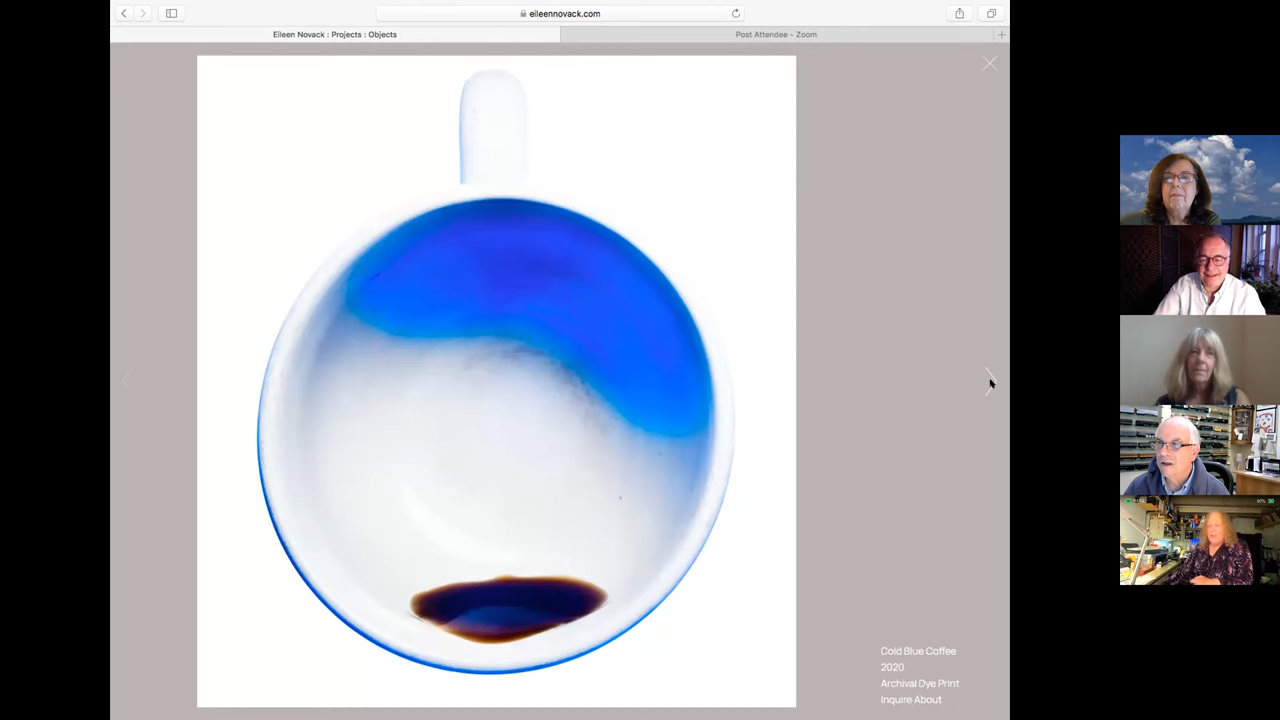 eileennovack.com
Eileen Novack : Projects : Objects
Post Attendee - Zoom
Cold Blue Coffee
2020
Archival Dye Print
Inquire About